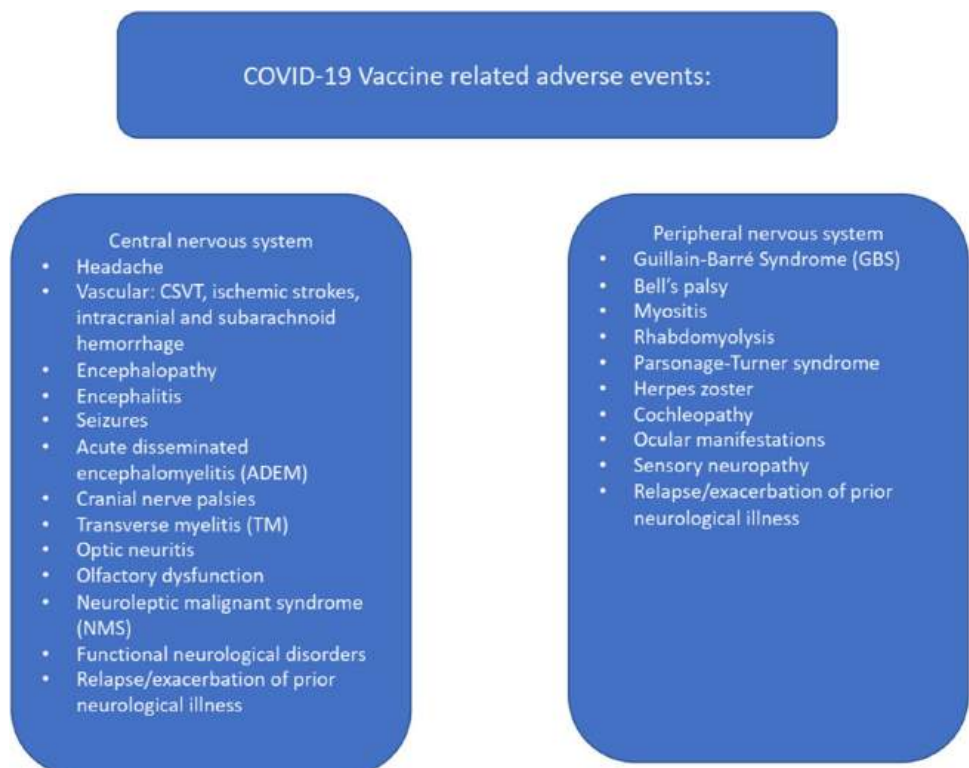 COVID-19 Vaccine related adverse events:
Central nervous system
• Headache
• Vascular: CSVT, ischemic strokes,
intracranial and subarachnoid
hemorrhage
• Encephalopathy
• Encephalitis
• Seizures
• Acute disseminated
encephalomyelitis (ADEM)
• Cranial nerve palsies
• Transverse myelitis (TM)
• Optic neuritis
• Olfactory dysfunction
• Neuroleptic malignant syndrome
(NMS)
• Functional neurological disorders
• Relapse/exacerbation of prior
neurological illness
Peripheral nervous system
• Guillain-Barré Syndrome (GBS)
• Bell's palsy
• Myositis
• Rhabdomyolysis
• Parsonage-Turner syndrome
• Herpes zoster
• Cochleopathy
• Ocular manifestations
• Sensory neuropathy
• Relapse/exacerbation of prior
neurological illness